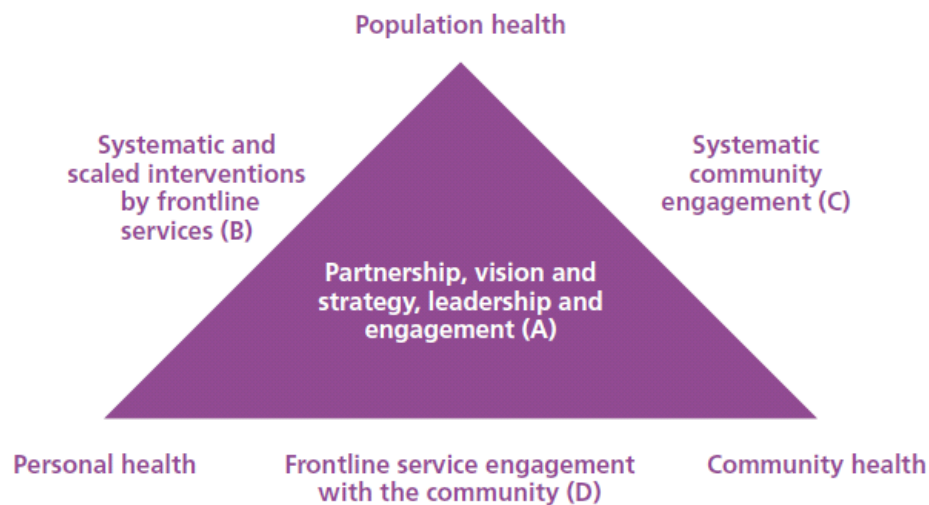 Population health
Systematic and
scaled interventions
by frontline
services (B)
Systematic
community
engagement (C)
Partnership, vision and
strategy, leadership and
engagement (A)
Personal health
Frontline service engagement
with the community (D)
Community health